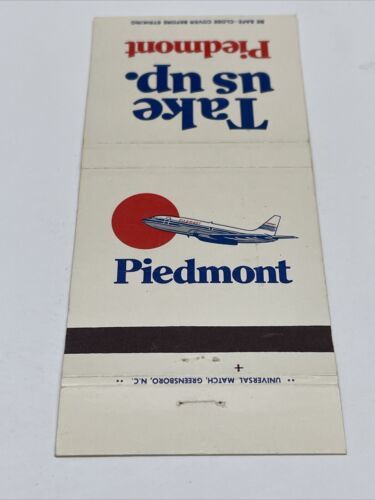 BE SAFE-CLOSE COVER BEFORE STRIKING
Take
us up.
Piedmont
Piedmont
•• UNIVERSAL MATCH, GREENSBORO, N.C. ••